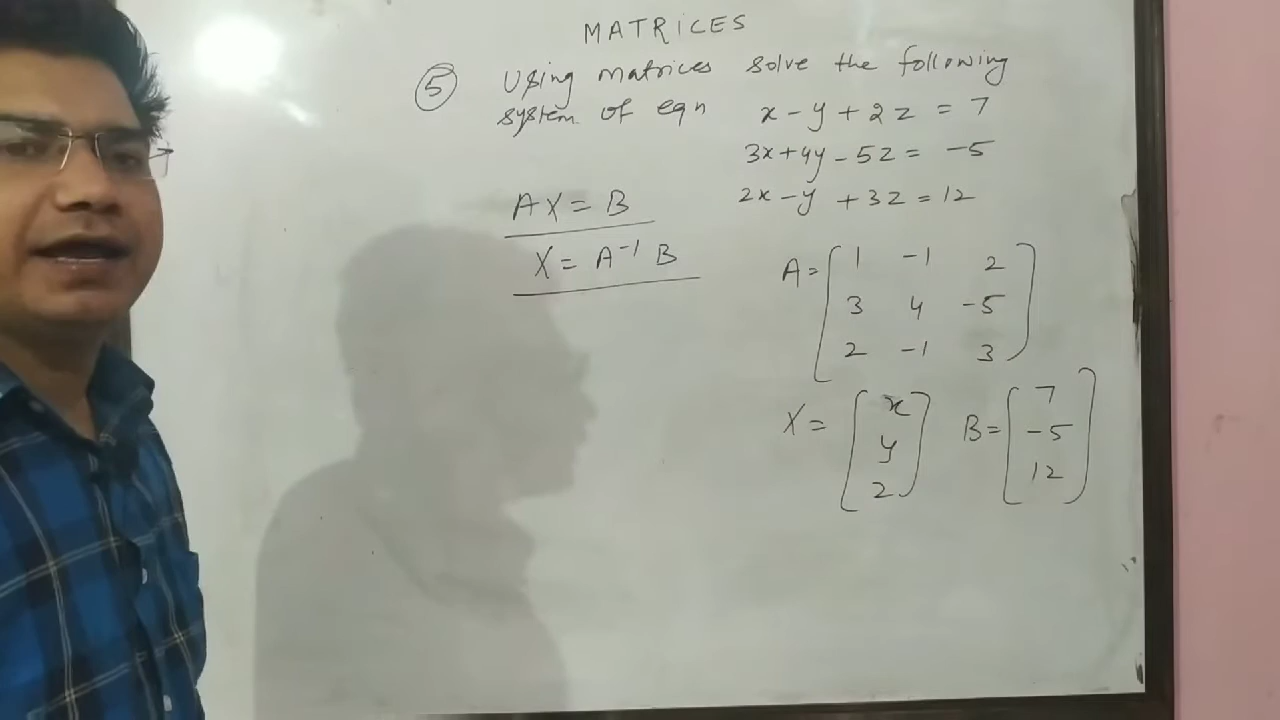 MATRICES
5 Using matrices solve the following
system of eqn x - y + 2z = 7
3x + 4y - 5z = -5
2x - y + 3z = 12
AX = B
X = A⁻¹ B
A = [ 1 -1 2
3 4 -5
2 -1 3 ]
X = [ x
y
z ]
B = [ 7
-5
12 ]